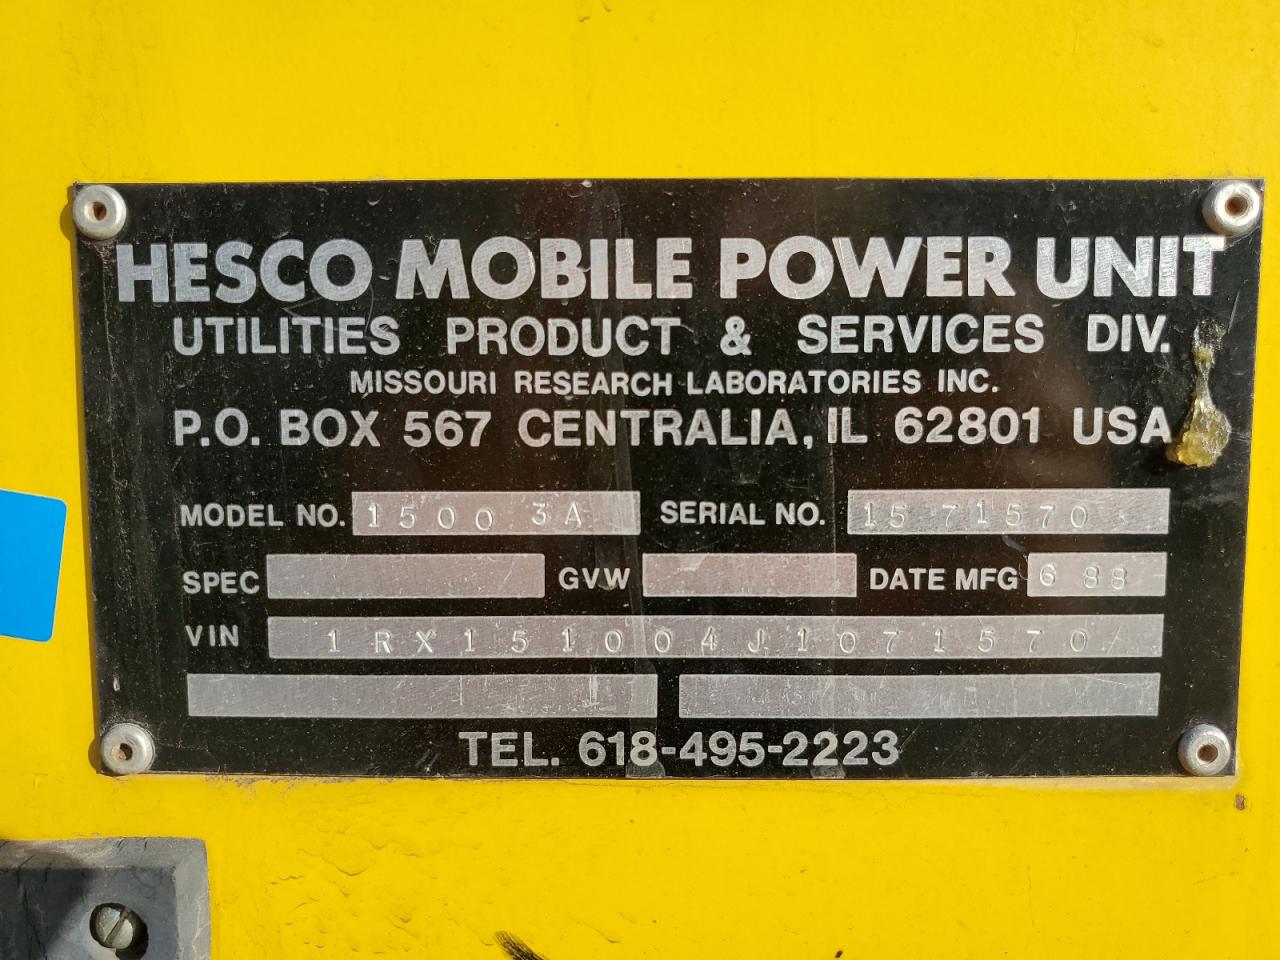 HESCO MOBILE POWER UNIT
UTILITIES PRODUCT & SERVICES DIV.
MISSOURI RESEARCH LABORATORIES INC.
P.O. BOX 567 CENTRALIA, IL 62801 USA
MODEL NO. 1500 3A SERIAL NO. 15 71570
SPEC GVW DATE MFG 6 88
VIN 1RX151004J1071570
TEL. 618-495-2223